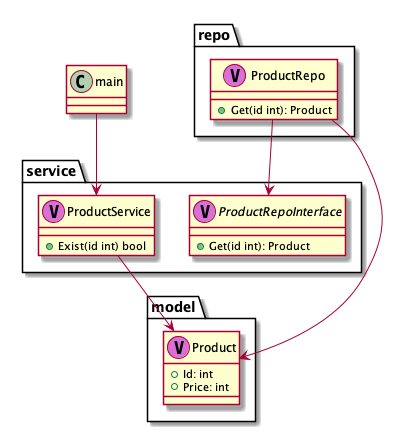 repo
V ProductRepo
Get(id int): Product
C main
service
V ProductService
Exist(id int) bool
V ProductRepoInterface
Get(id int): Product
model
V Product
Id: int
Price: int